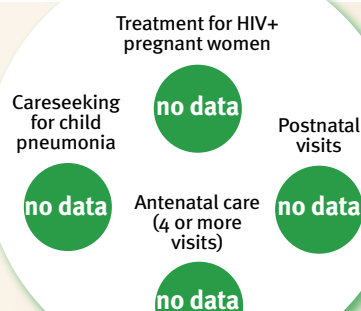 Treatment for HIV+
pregnant women
no data
Careseeking
for child
pneumonia
no data
Postnatal
visits
no data
Antenatal care
(4 or more
visits)
no data